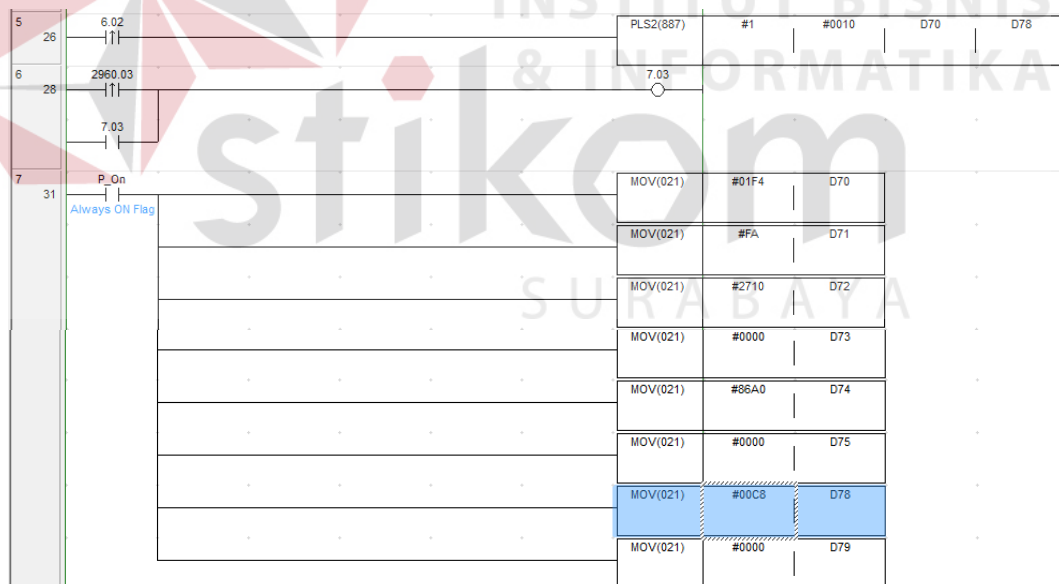 INSTITUT BISNIS
& INFORMATIKA
stikom
SURABAYA
5
26
6.02
PLS2(887) #1 #0010 D70 D78
6
28
2960.03
7.03
7.03
7
31
P_On
Always ON Flag
MOV(021) #01F4 D70
MOV(021) #FA D71
MOV(021) #2710 D72
MOV(021) #0000 D73
MOV(021) #86A0 D74
MOV(021) #0000 D75
MOV(021) #00C8 D78
MOV(021) #0000 D79